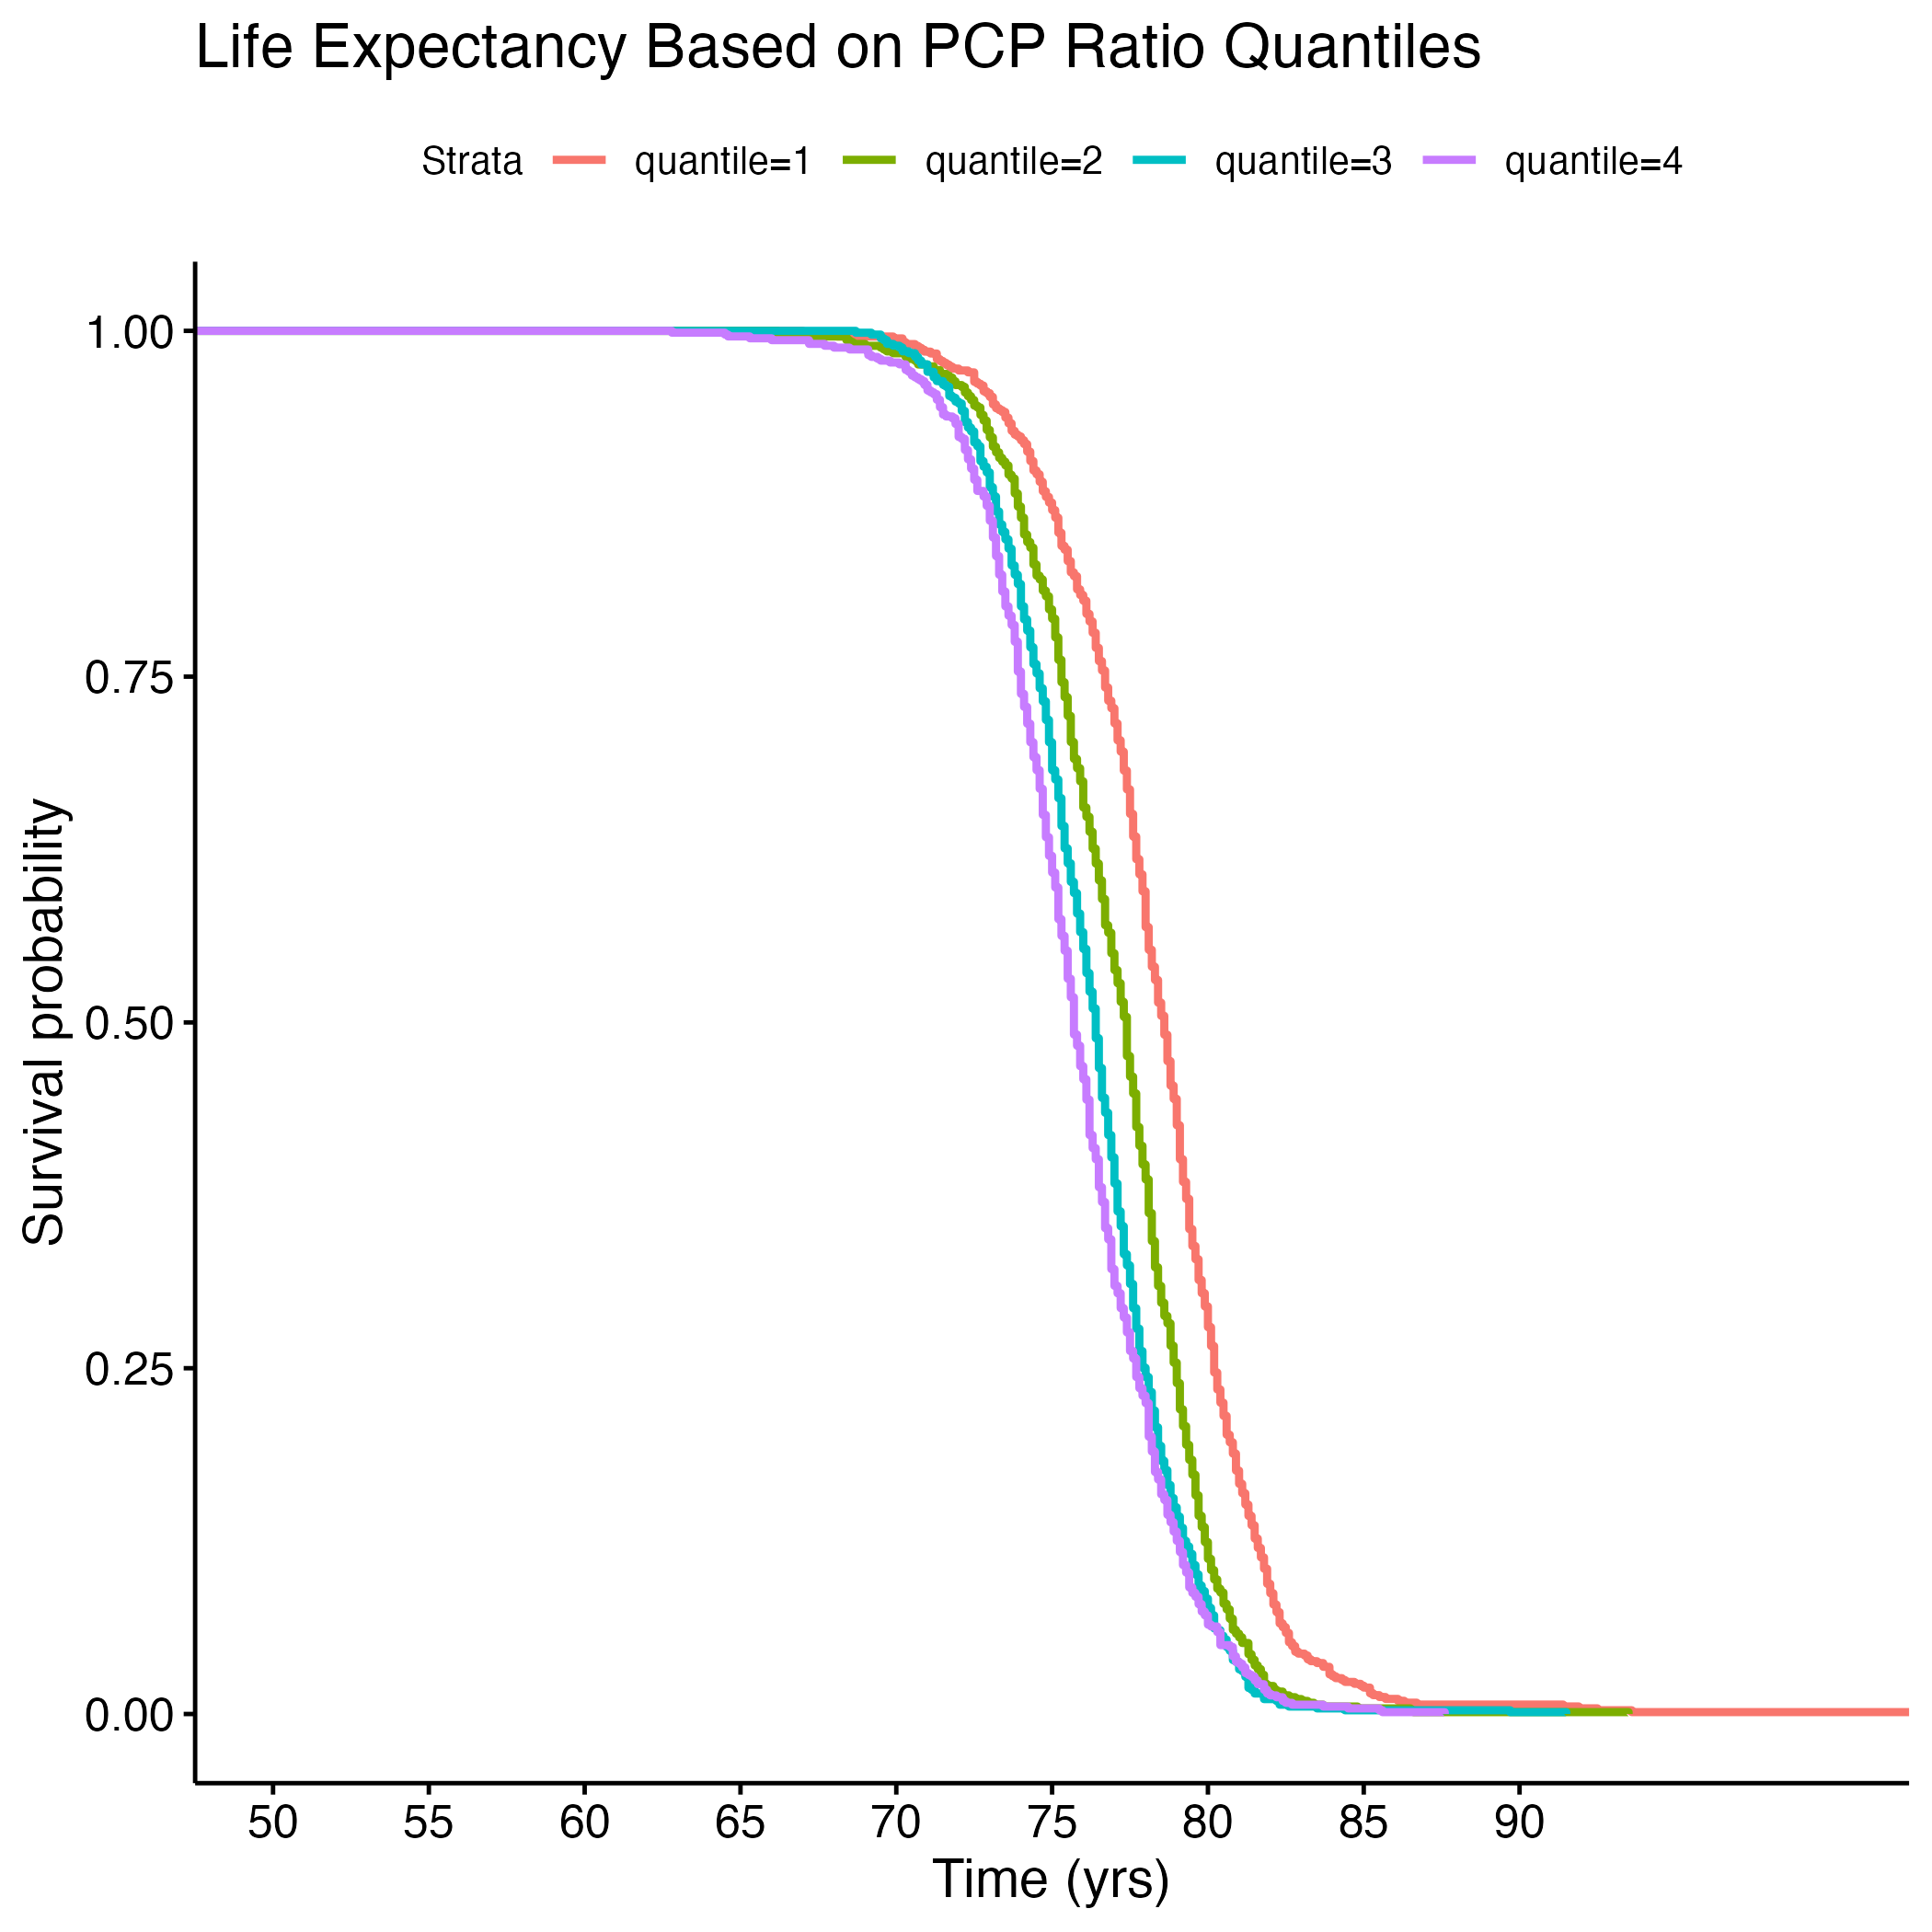 Life Expectancy Based on PCP Ratio Quantiles
Strata quantile=1 quantile=2 quantile=3 quantile=4
Survival probability
1.00
0.75
0.50
0.25
0.00
50 55 60 65 70 75 80 85 90
Time (yrs)